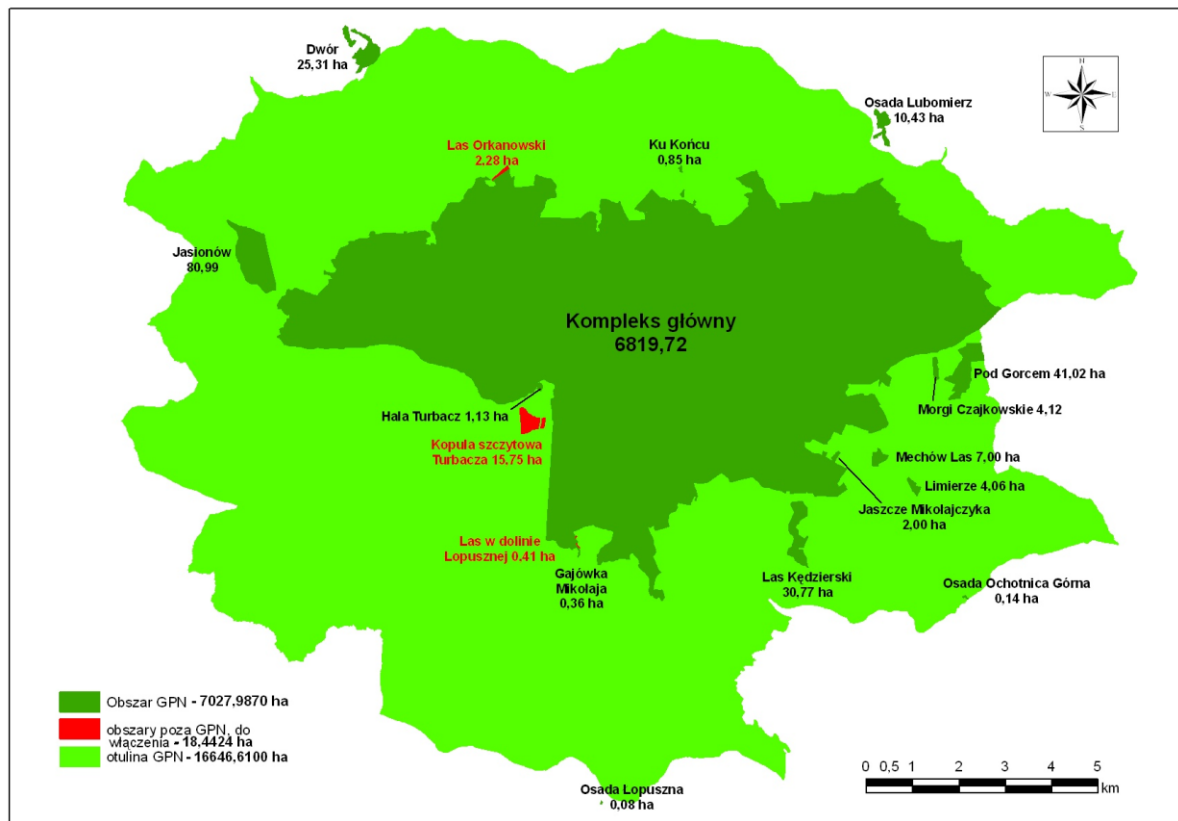 Dwór
25,31 ha
N
W
E
S
Osada Lubomierz
10,43 ha
Las Orkanowski
2,28 ha
Ku Końcu
0,85 ha
Jasionów
80,99
Kompleks główny
6819,72
Pod Gorcem 41,02 ha
Hala Turbacz 1,13 ha
Morgi Czajkowskie 4,12
Kopuła szczytowa
Turbacza 15.75 ha
Mechów Las 7,00 ha
Limierze 4,06 ha
Jaszcze Mikołajczyka
2,00 ha
Las w dolinie
Lopusznej 0.41 ha
Gajówka
Mikołaja
0,36 ha
Las Kędzierski
30,77 ha
Osada Ochotnica Górna
0,14 ha
Obszar GPN - 7027,9870 ha
obszary poza GPN, do
włączenia - 18,4424 ha
otulina GPN - 16646,6100 ha
0 0,5 1 2 3 4 5
km
Osada Lopuszna
0,08 ha